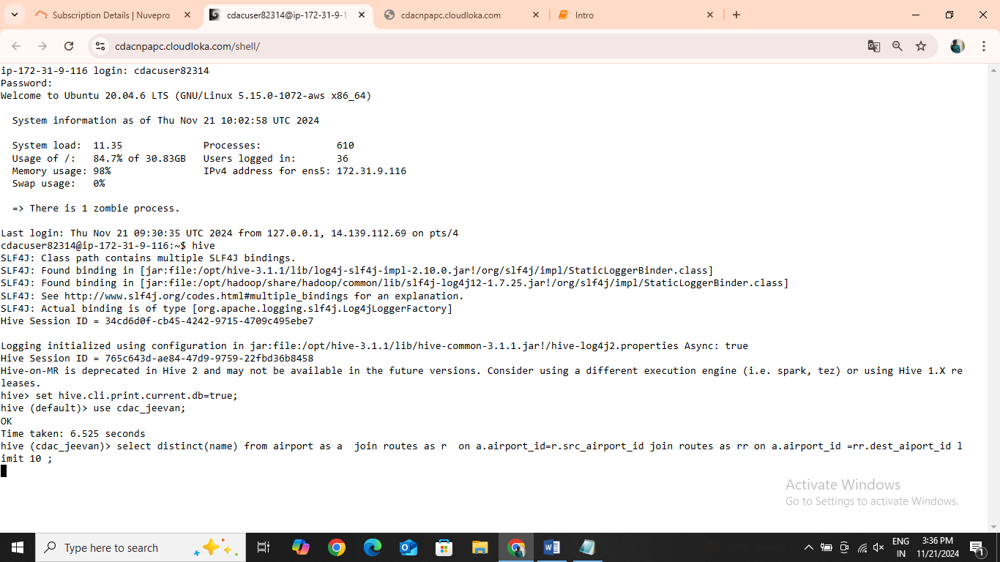 Subscription Details | Nuvepro
cdacuser82314@ip-172-31-9-1
cdacnpapc.cloudloka.com
Intro
cdacnpapc.cloudloka.com/shell/
ip-172-31-9-116 login: cdacuser82314
Password:
Welcome to Ubuntu 20.04.6 LTS (GNU/Linux 5.15.0-1072-aws x86_64)
System information as of Thu Nov 21 10:02:58 UTC 2024
System load: 11.35 Processes: 610
Usage of /: 84.7% of 30.83GB Users logged in: 36
Memory usage: 98% IPv4 address for ens5: 172.31.9.116
Swap usage: 0%
=> There is 1 zombie process.
Last login: Thu Nov 21 09:30:35 UTC 2024 from 127.0.0.1, 14.139.112.69 on pts/4
cdacuser82314@ip-172-31-9-116:~$ hive
SLF4J: Class path contains multiple SLF4J bindings.
SLF4J: Found binding in [jar:file:/opt/hive-3.1.1/lib/log4j-slf4j-impl-2.10.0.jar!/org/slf4j/impl/StaticLoggerBinder.class]
SLF4J: Found binding in [jar:file:/opt/hadoop/share/hadoop/common/lib/slf4j-log4j12-1.7.25.jar!/org/slf4j/impl/StaticLoggerBinder.class]
SLF4J: See http://www.slf4j.org/codes.html#multiple_bindings for an explanation.
SLF4J: Actual binding is of type [org.apache.logging.slf4j.Log4jLoggerFactory]
Hive Session ID = 34cd6d0f-cb45-4242-9715-4709c495ebe7
Logging initialized using configuration in jar:file:/opt/hive-3.1.1/lib/hive-common-3.1.1.jar!/hive-log4j2.properties Async: true
Hive Session ID = 765c643d-ae84-47d9-9759-22fbd36b8458
Hive-on-MR is deprecated in Hive 2 and may not be available in the future versions. Consider using a different execution engine (i.e. spark, tez) or using Hive 1.X re
leases.
hive> set hive.cli.print.current.db=true;
hive (default)> use cdac_jeevan;
OK
Time taken: 6.525 seconds
hive (cdac_jeevan)> select distinct(name) from airport as a  join routes as r  on a.airport_id=r.src_airport_id join routes as rr on a.airport_id =rr.dest_aiport_id l
imit 10 ;
Activate Windows
Go to Settings to activate Windows.
Type here to search
ENG
IN
3:36 PM
11/21/2024
1